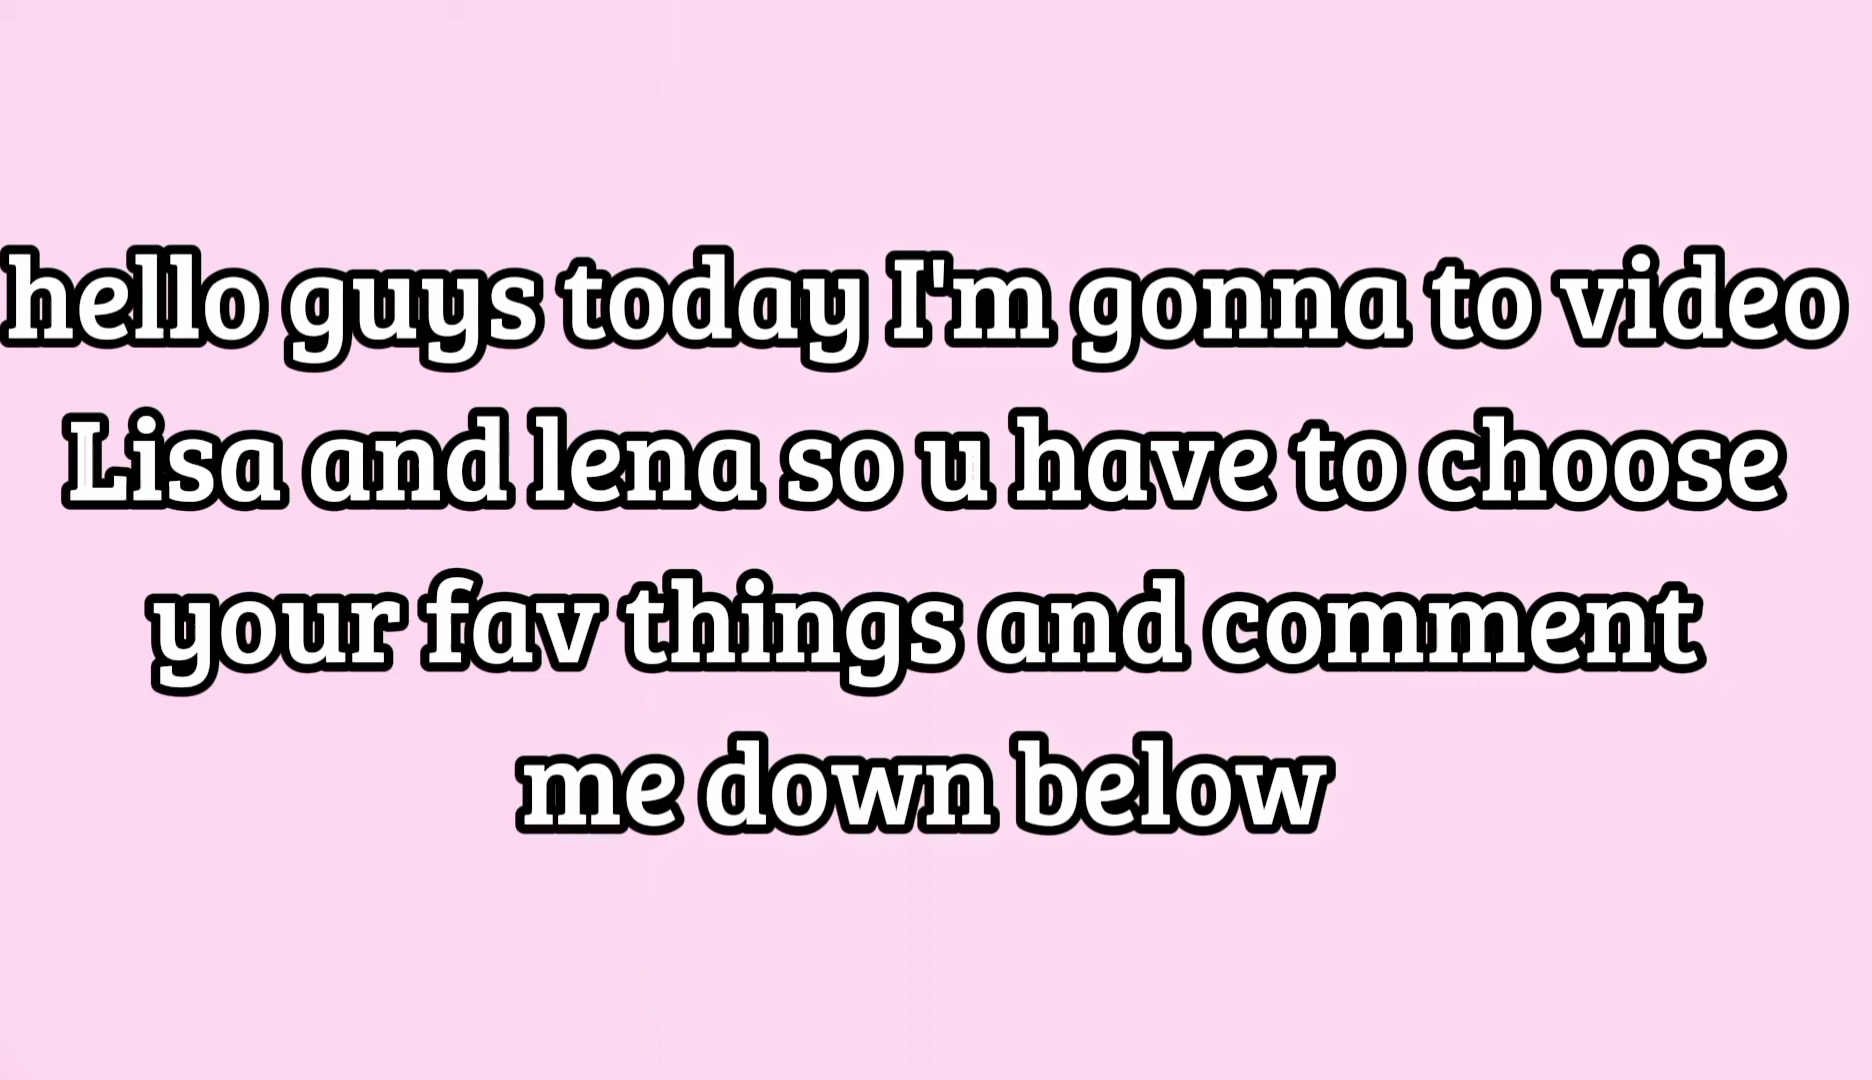 hello guys today I'm gonna to video
Lisa and lena so u have to choose
your fav things and comment
me down below